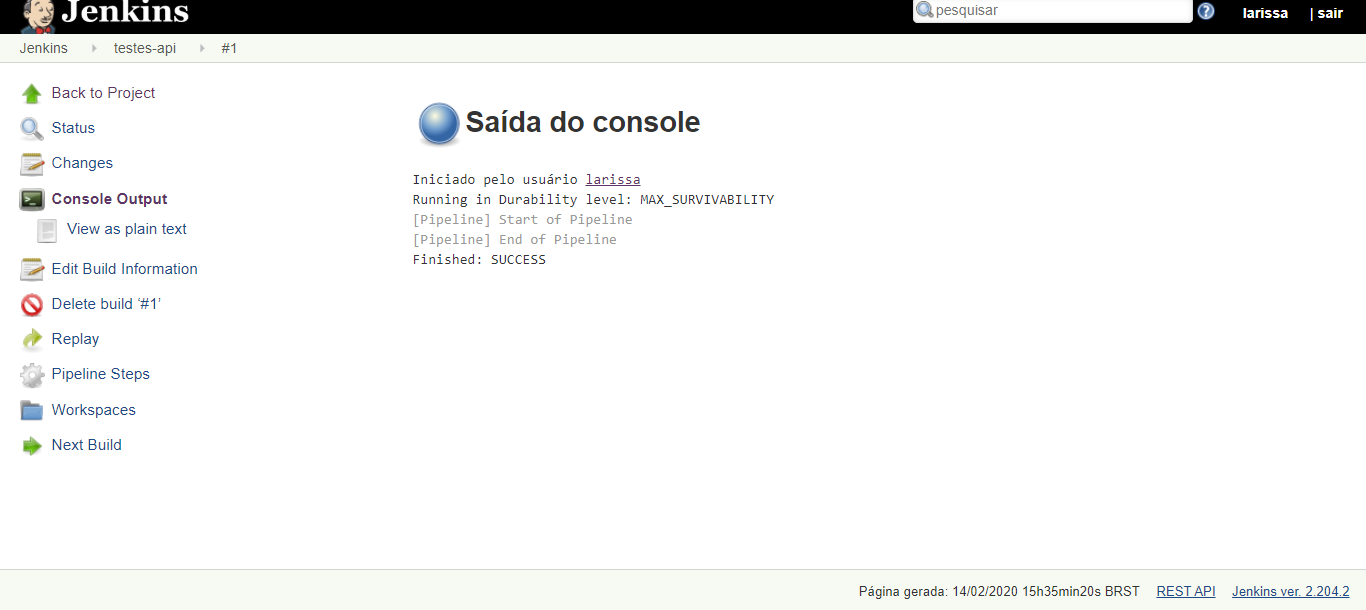 Jenkins
pesquisar
larissa | sair
Jenkins testes-api #1
Back to Project
Status
Changes
Console Output
View as plain text
Edit Build Information
Delete build ‘#1’
Replay
Pipeline Steps
Workspaces
Next Build
Saída do console
Iniciado pelo usuário larissa
Running in Durability level: MAX_SURVIVABILITY
[Pipeline] Start of Pipeline
[Pipeline] End of Pipeline
Finished: SUCCESS
Página gerada: 14/02/2020 15h35min20s BRST REST API Jenkins ver. 2.204.2